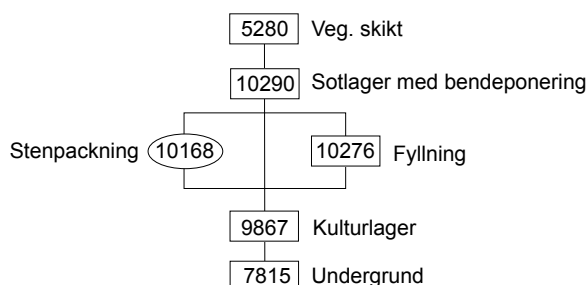 5280 Veg. skikt
10290 Sotlager med bendeponering
Stenpackning 10168 10276 Fyllning
9867 Kulturlager
7815 Undergrund